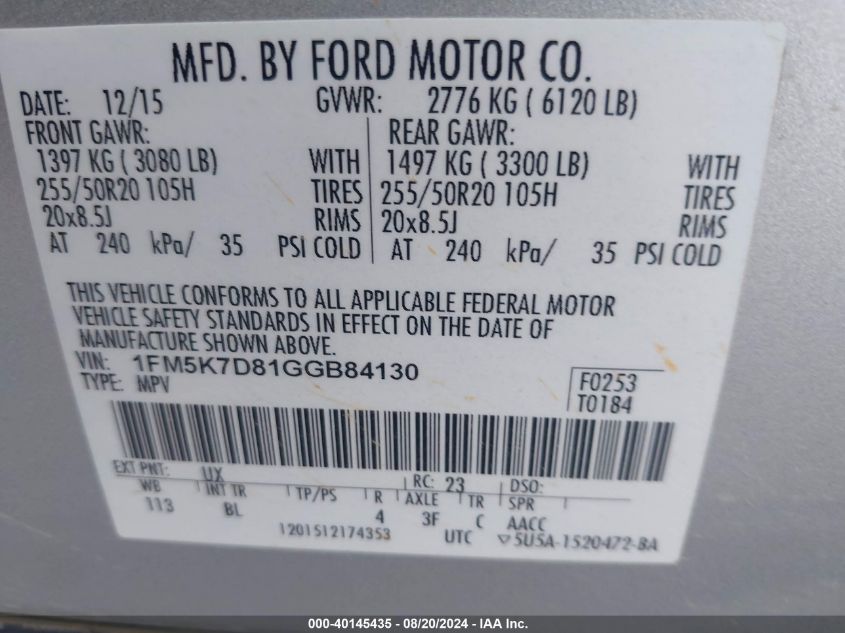 MFD. BY FORD MOTOR CO.
DATE: 12/15 GVWR: 2776 KG ( 6120 LB)
FRONT GAWR: REAR GAWR:
1397 KG ( 3080 LB) WITH 1497 KG ( 3300 LB) WITH
255/50R20 105H TIRES 255/50R20 105H TIRES
20x8.5J RIMS 20x8.5J RIMS
AT 240 kPa/ 35 PSI COLD AT 240 kPa/ 35 PSI COLD
THIS VEHICLE CONFORMS TO ALL APPLICABLE FEDERAL MOTOR
VEHICLE SAFETY STANDARDS IN EFFECT ON THE DATE OF
MANUFACTURE SHOWN ABOVE.
VIN: 1FM5K7D81GGB84130
TYPE: MPV
F0253
T0184
EXT PNT: UX RC: 23 DSO:
WB INT TR TP/PS R AXLE TR SPR
113 BL 4 3F C AACC
1201512174353 UTC ▽5U5A-1520472-BA
000-40145435 - 08/20/2024 - IAA Inc.